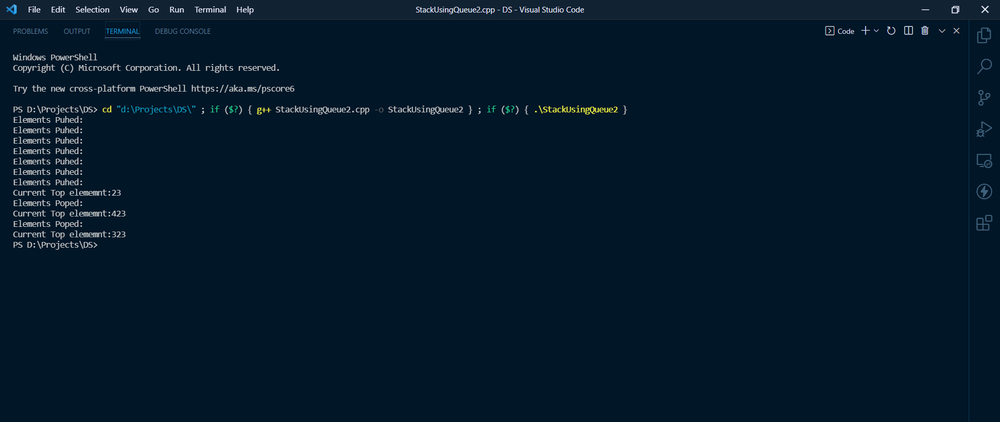 File Edit Selection View Go Run Terminal Help StackUsingQueue2.cpp - DS - Visual Studio Code
PROBLEMS OUTPUT TERMINAL DEBUG CONSOLE Code
Windows PowerShell
Copyright (C) Microsoft Corporation. All rights reserved.
Try the new cross-platform PowerShell https://aka.ms/pscore6
PS D:\Projects\DS> cd "d:\Projects\DS\" ; if ($?) { g++ StackUsingQueue2.cpp -o StackUsingQueue2 } ; if ($?) { .\StackUsingQueue2 }
Elements Puhed:
Elements Puhed:
Elements Puhed:
Elements Puhed:
Elements Puhed:
Elements Puhed:
Elements Puhed:
Current Top elememnt:23
Elements Poped:
Current Top elememnt:423
Elements Poped:
Current Top elememnt:323
PS D:\Projects\DS>